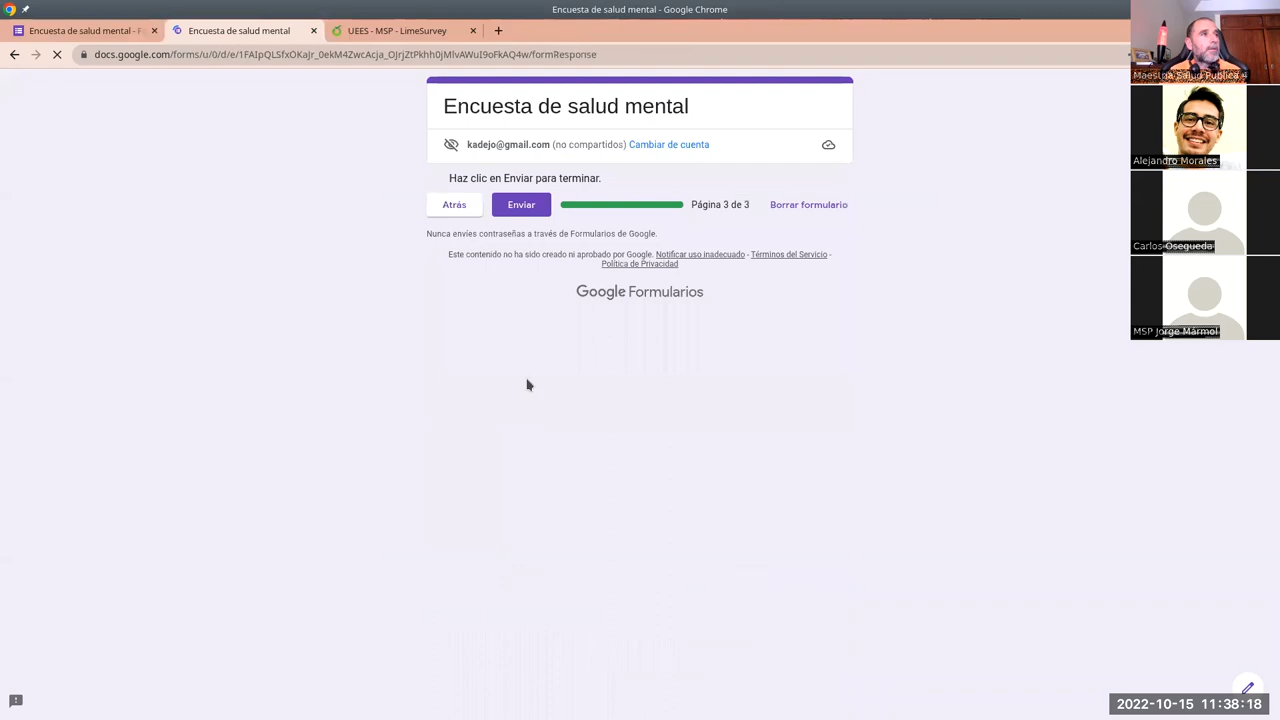 Encuesta de salud mental - Google Chrome
Encuesta de salud mental - F
Encuesta de salud mental
UEES - MSP - LimeSurvey
docs.google.com/forms/u/0/d/e/1FAIpQLSfxOKaJr_0ekM4ZwcAcja_OJrjZtPkhh0jMlvAWuI9oFkAQ4w/formResponse
Encuesta de salud mental
kadejo@gmail.com (no compartidos) Cambiar de cuenta
Haz clic en Enviar para terminar.
Atrás
Enviar
Página 3 de 3
Borrar formulario
Nunca envíes contraseñas a través de Formularios de Google.
Este contenido no ha sido creado ni aprobado por Google. Notificar uso inadecuado - Términos del Servicio -
Política de Privacidad
Google Formularios
Maestria Salud Publica 4
Alejandro Morales
Carlos Osegueda
MSP Jorge Mármol
2022-10-15 11:38:18